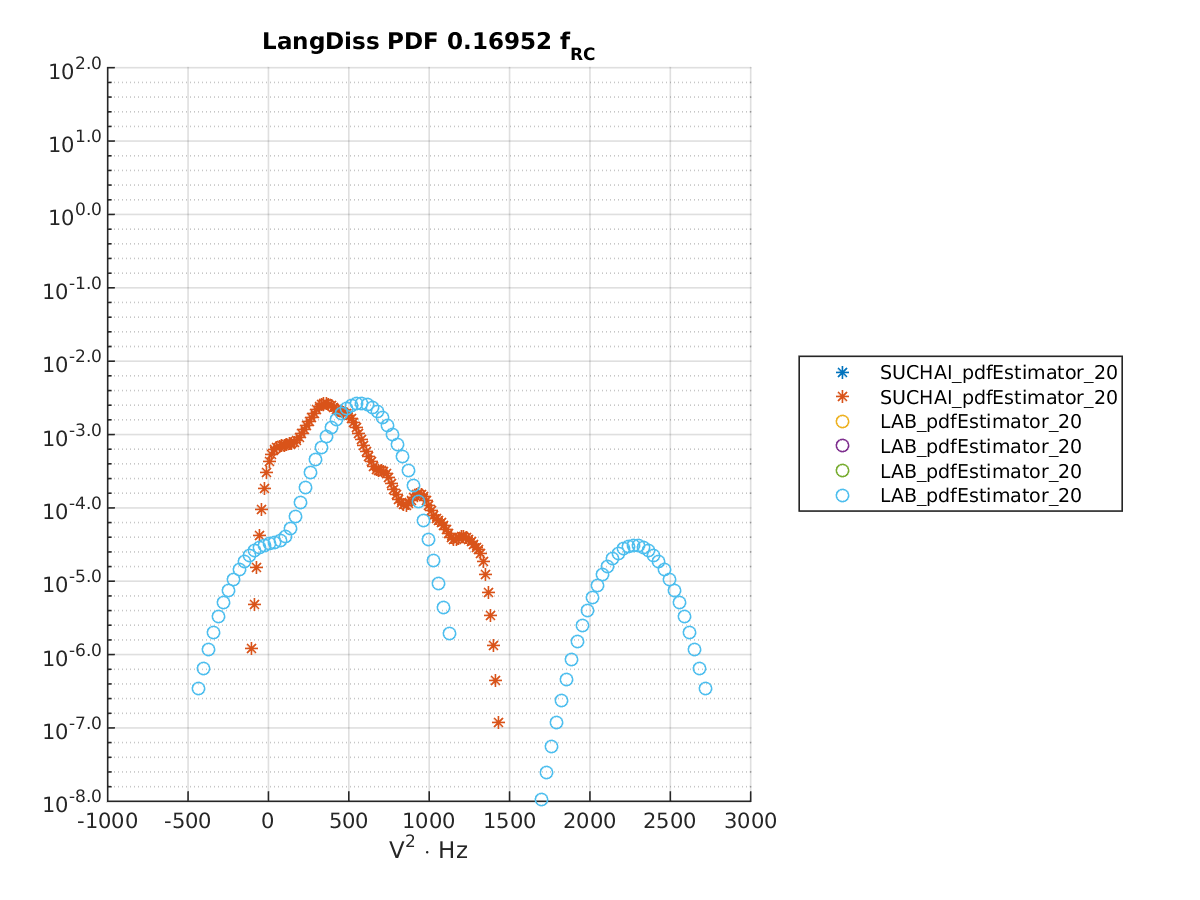 LangDiss PDF 0.16952 f_RC
10^2.0
10^1.0
10^0.0
10^-1.0
10^-2.0
10^-3.0
10^-4.0
10^-5.0
10^-6.0
10^-7.0
10^-8.0
-1000 -500 0 500 1000 1500 2000 2500 3000
V^2 · Hz
SUCHAI_pdfEstimator_20
SUCHAI_pdfEstimator_20
LAB_pdfEstimator_20
LAB_pdfEstimator_20
LAB_pdfEstimator_20
LAB_pdfEstimator_20